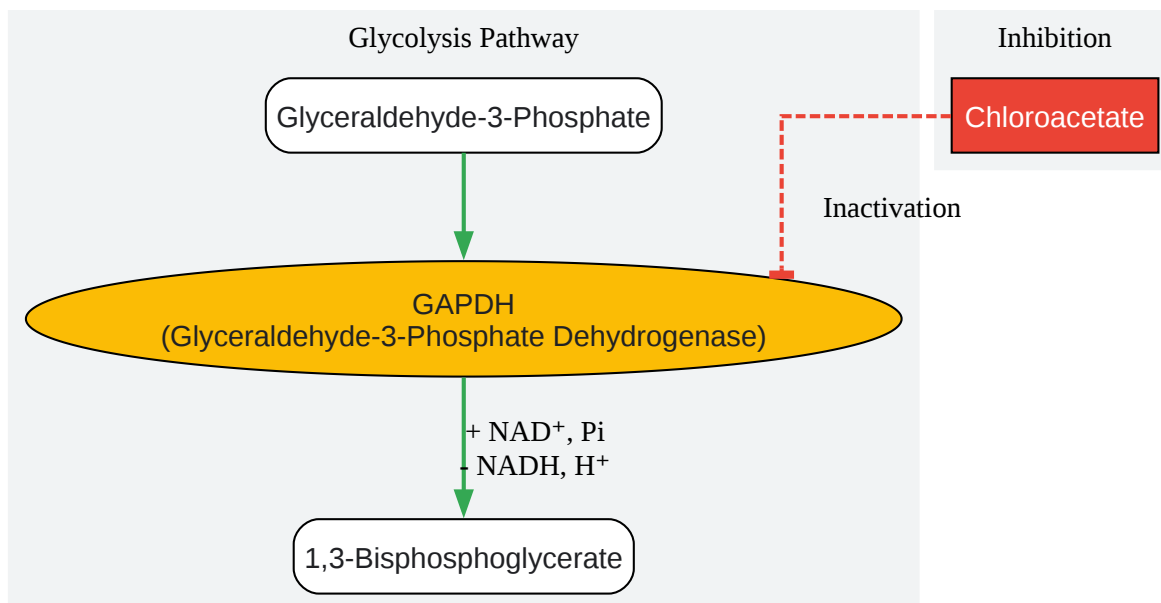 Glycolysis Pathway
Inhibition
Glyceraldehyde-3-Phosphate
Chloroacetate
Inactivation
GAPDH
(Glyceraldehyde-3-Phosphate Dehydrogenase)
+ NAD⁺, Pi
- NADH, H⁺
1,3-Bisphosphoglycerate